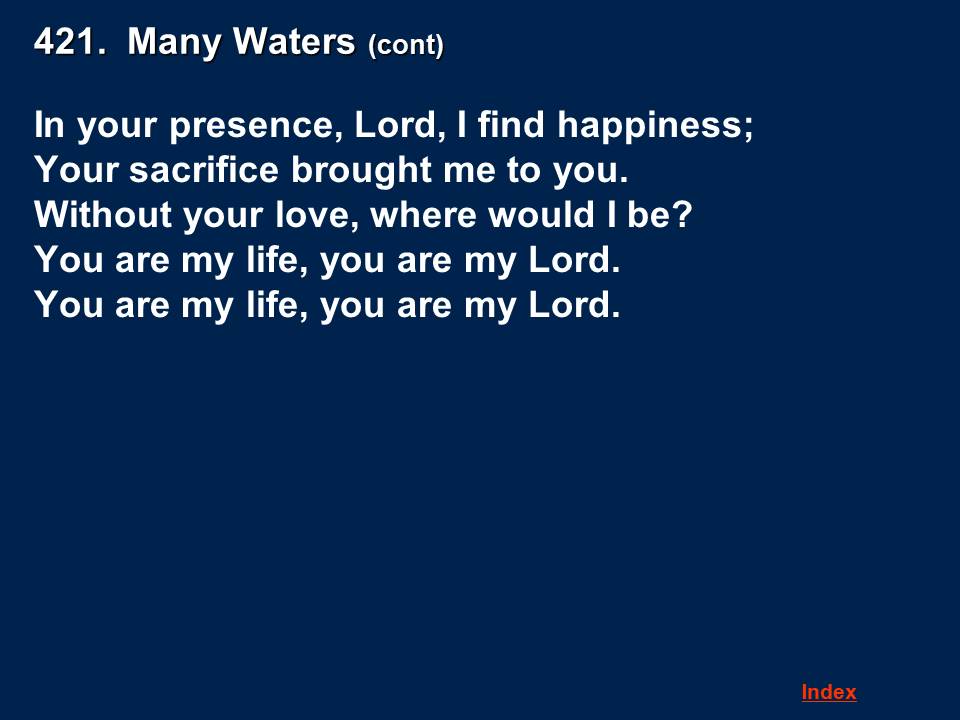 421.  Many Waters (cont)
In your presence, Lord, I find happiness;
Your sacrifice brought me to you.
Without your love, where would I be?
You are my life, you are my Lord.
You are my life, you are my Lord.
Index